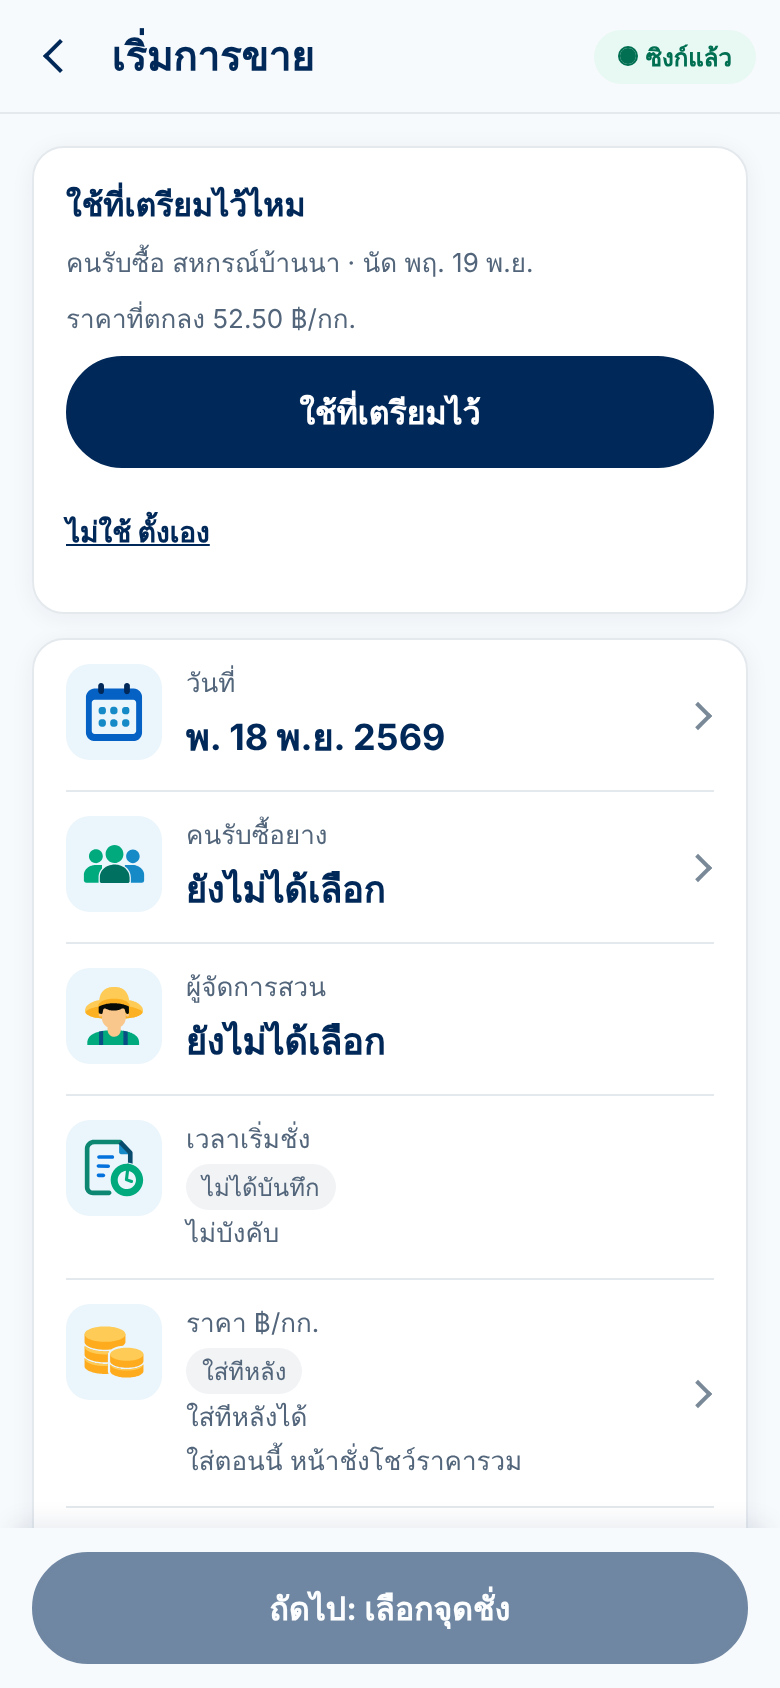 เริ่มการขาย
ซิงก์แล้ว
ใช้ที่เตรียมไว้ไหม
คนรับซื้อ สหกรณ์บ้านนา · นัด พฤ. 19 พ.ย.
ราคาที่ตกลง 52.50 ฿/กก.
ใช้ที่เตรียมไว้
ไม่ใช้ ตั้งเอง
วันที่
พ. 18 พ.ย. 2569
คนรับซื้อยาง
ยังไม่ได้เลือก
ผู้จัดการสวน
ยังไม่ได้เลือก
เวลาเริ่มชั่ง
ไม่ได้บันทึก
ไม่บังคับ
ราคา ฿/กก.
ใส่ทีหลัง
ใส่ทีหลังได้
ใส่ตอนนี้ หน้าชั่งโชว์ราคารวม
ถัดไป: เลือกจุดชั่ง